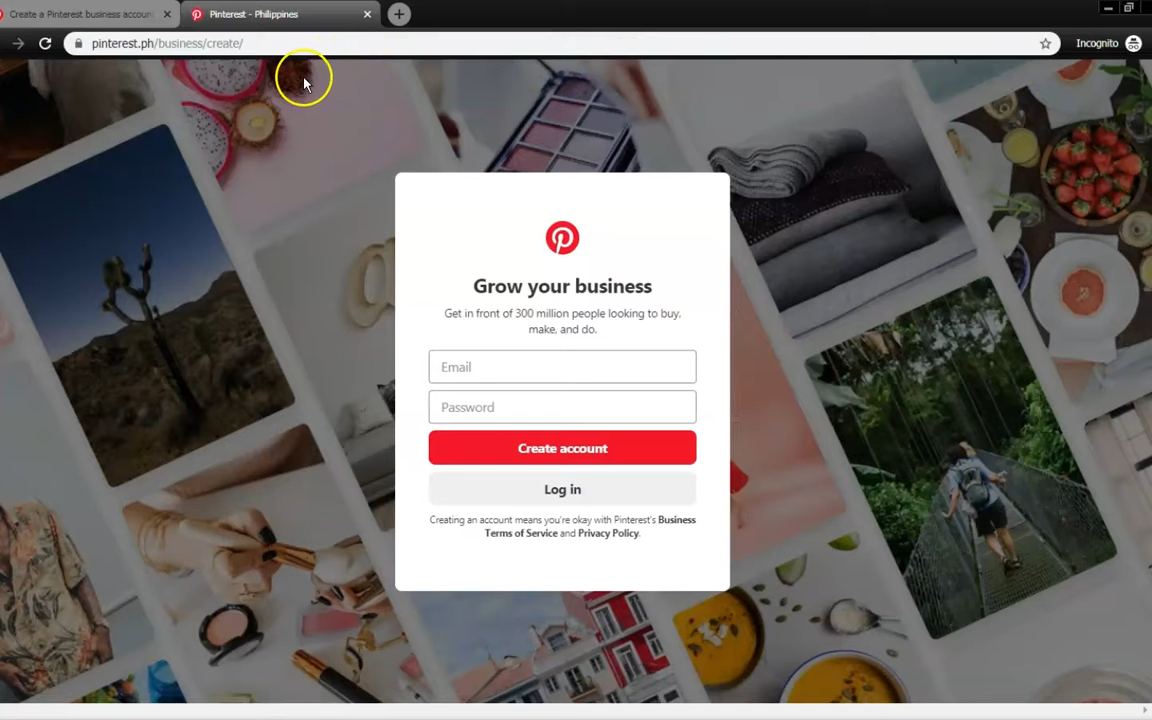 Create a Pinterest business account
Pinterest - Philippines
pinterest.ph/business/create/
Incognito
Grow your business
Get in front of 300 million people looking to buy,
make, and do.
Email
Password
Create account
Log in
Creating an account means you're okay with Pinterest's Business
Terms of Service and Privacy Policy.